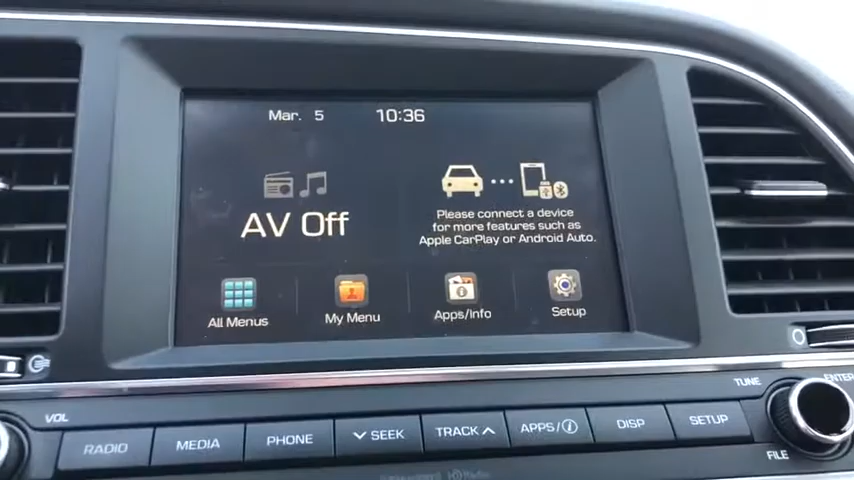 Mar. 5 10:36
AV Off
Please connect a device
for more features such as
Apple CarPlay or Android Auto.
All Menus
My Menu
Apps/Info
Setup
VOL
TUNE
ENTER
RADIO
MEDIA
PHONE
SEEK
TRACK
APPS/i
DISP
SETUP
FILE
HD Radio